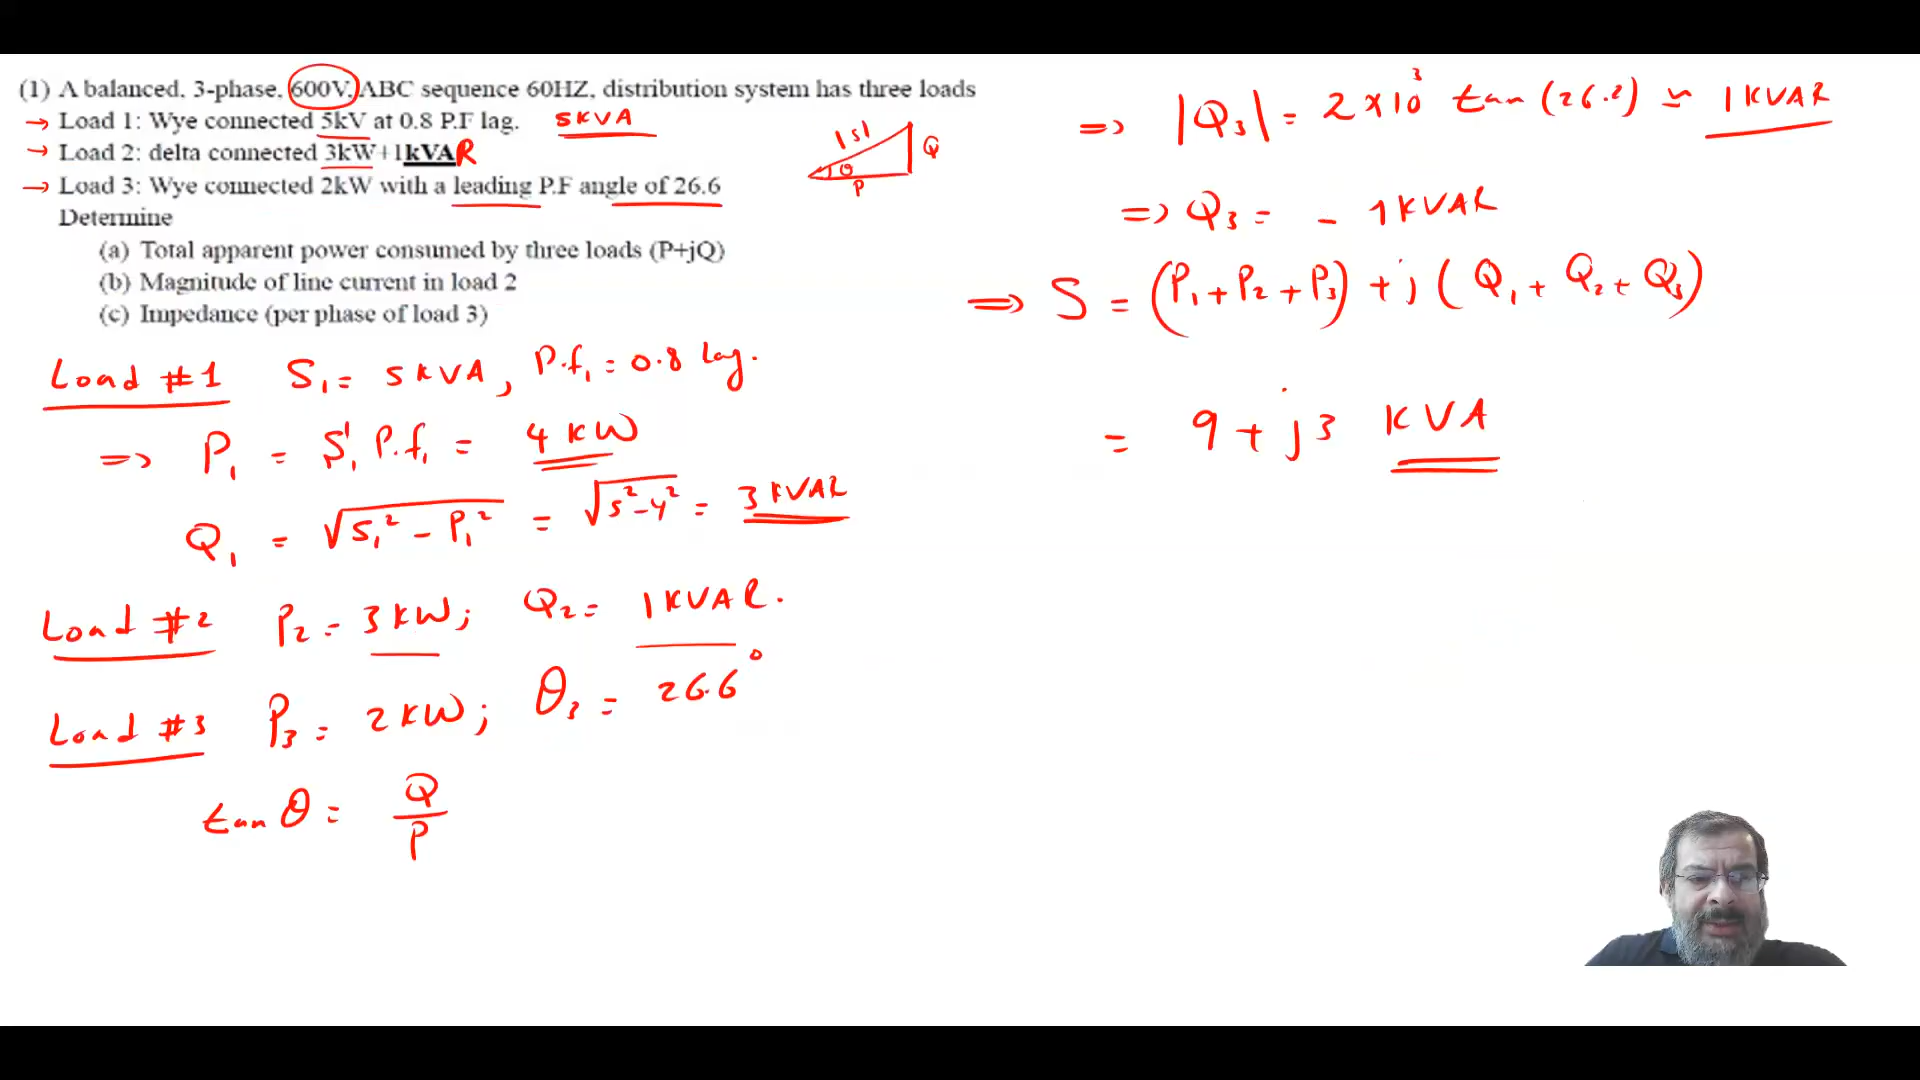 (1) A balanced, 3-phase, 600V, ABC sequence 60HZ, distribution system has three loads
→ Load 1: Wye connected 5kV at 0.8 P.F lag. 5KVA
→ Load 2: delta connected 3kW+1kVAR
→ Load 3: Wye connected 2kW with a leading P.F angle of 26.6
Determine
(a) Total apparent power consumed by three loads (P+jQ)
(b) Magnitude of line current in load 2
(c) Impedance (per phase of load 3)
|S| Q
θ
P
Load #1 S₁ = 5KVA, P.f₁ = 0.8 lag.
=> P₁ = S₁ P.f₁ = 4 KW
Q₁ = √S₁² - P₁² = √5²-4² = 3 KVAR
Load #2 P₂ = 3KW; Q₂ = 1KVAR.
Load #3 P₃ = 2KW; θ₃ = 26.6°
tan θ = Q/P
=> |Q₃| = 2×10³ tan(26.2) ≃ 1KVAR
=> Q₃ = - 1KVAR
=> S = (P₁+P₂+P₃) + j (Q₁+Q₂+Q₃)
= 9 + j3 KVA